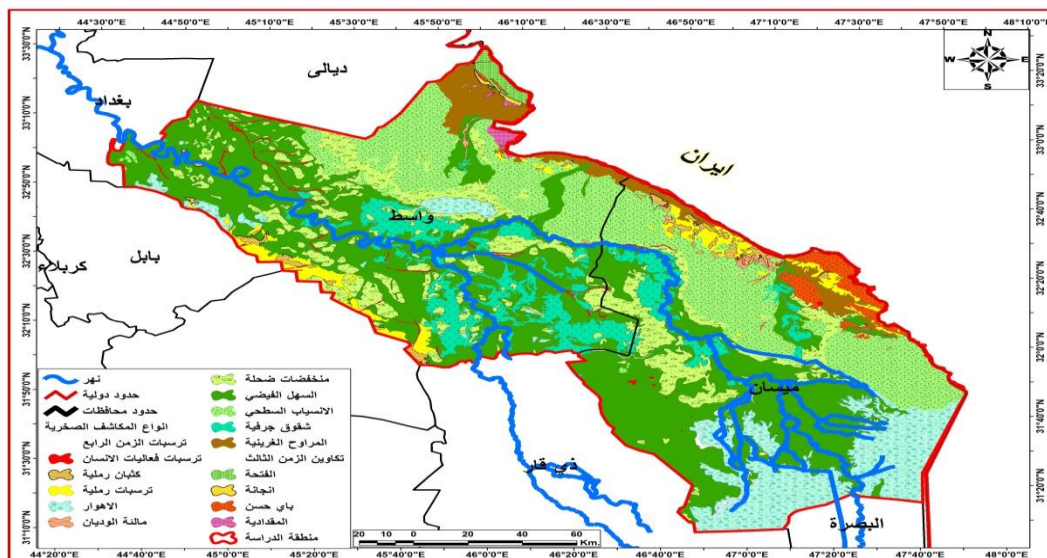 44°30'0"E 44°50'0"E 45°10'0"E 45°30'0"E 45°50'0"E 46°10'0"E 46°30'0"E 46°50'0"E 47°10'0"E 47°30'0"E 47°50'0"E 48°10'0"E
N
W E
S
ديالى
بغداد
ايران
واسط
بابل
كربلاء
ميسان
ذي قار
البصرة
نهر
حدود دولية
حدود محافظات
انواع المكاشف الصخرية
ترسبات الزمن الرابع
ترسبات فعاليات الانسان
كثبان رملية
ترسبات رملية
الاهوار
مالئة الوديان
منخفضات ضحلة
السهل الفيضي
الانسياب السطحي
شقوق جرفية
المراوح الغرينية
تكاوين الزمن الثالث
الفتحة
انجانة
باي حسن
المقدادية
منطقة الدراسة
20 10 0 20 40 60
Km.
44°20'0"E 44°40'0"E 45°0'0"E 45°20'0"E 45°40'0"E 46°0'0"E 46°20'0"E 46°40'0"E 47°0'0"E 47°20'0"E 47°40'0"E 48°0'0"E